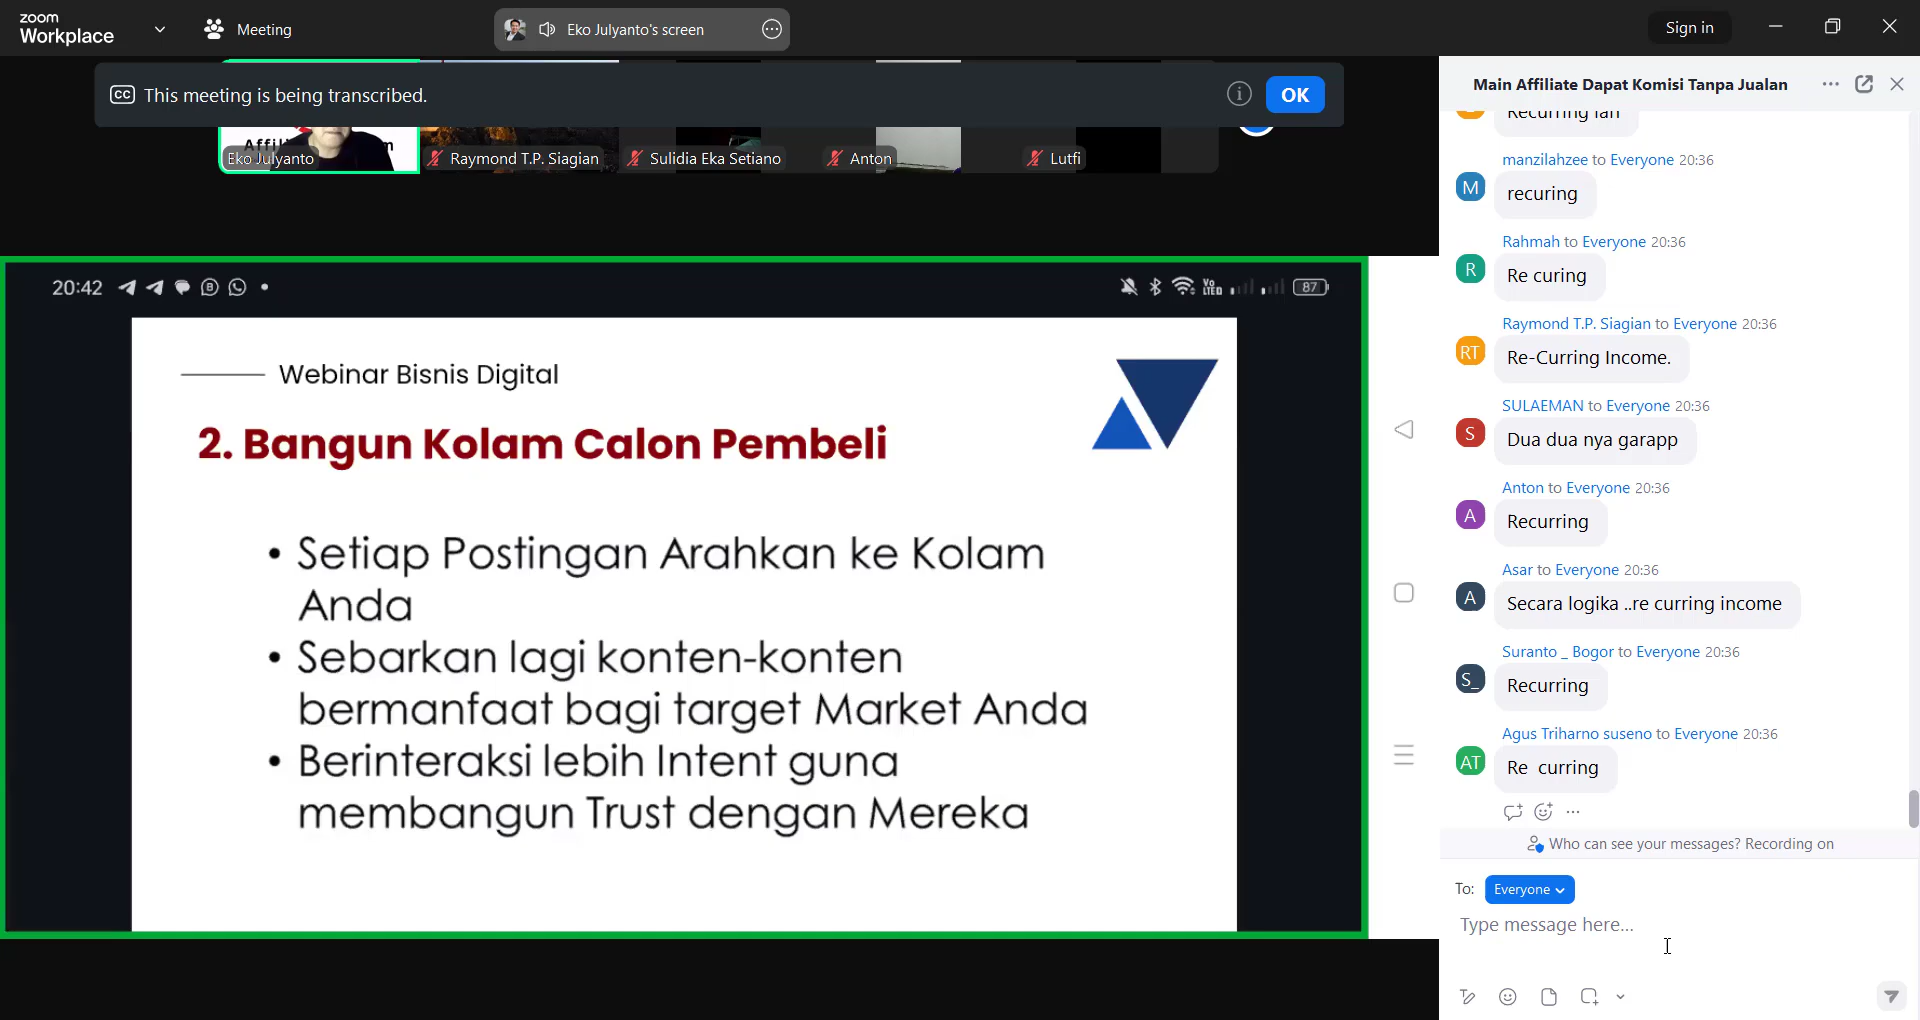 zoom
Workplace
Meeting
Eko Julyanto's screen
Sign in
CC This meeting is being transcribed.
OK
Eko Julyanto
Raymond T.P. Siagian
Sulidia Eka Setiano
Anton
Lutfi
20:42
Vo
LTE
87
Webinar Bisnis Digital
2. Bangun Kolam Calon Pembeli
• Setiap Postingan Arahkan ke Kolam
Anda
• Sebarkan lagi konten-konten
bermanfaat bagi target Market Anda
• Berinteraksi lebih Intent guna
membangun Trust dengan Mereka
Main Affiliate Dapat Komisi Tanpa Jualan
manzilahzee to Everyone 20:36
M
recuring
Rahmah to Everyone 20:36
R
Re curing
Raymond T.P. Siagian to Everyone 20:36
RT
Re-Curring Income.
SULAEMAN to Everyone 20:36
S
Dua dua nya garapp
Anton to Everyone 20:36
A
Recurring
Asar to Everyone 20:36
A
Secara logika ..re curring income
Suranto _ Bogor to Everyone 20:36
S_
Recurring
Agus Triharno suseno to Everyone 20:36
AT
Re  curring
Who can see your messages? Recording on
To: Everyone
Type message here...